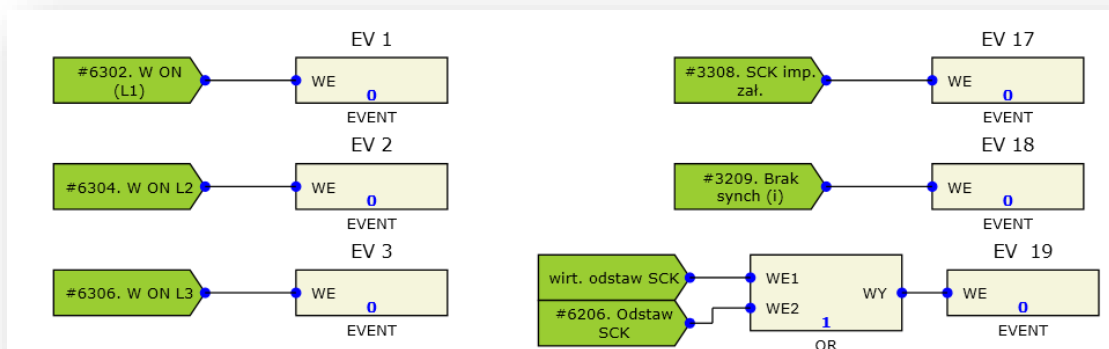 EV 1
#6302. W ON
(L1)
WE
0
EVENT
EV 2
#6304. W ON L2
WE
0
EVENT
EV 3
#6306. W ON L3
WE
0
EVENT
EV 17
#3308. SCK imp.
zał.
WE
0
EVENT
EV 18
#3209. Brak
synch (i)
WE
0
EVENT
EV 19
wirt. odstaw SCK
#6206. Odstaw
SCK
WE1
WE2
WY
1
OR
WE
0
EVENT